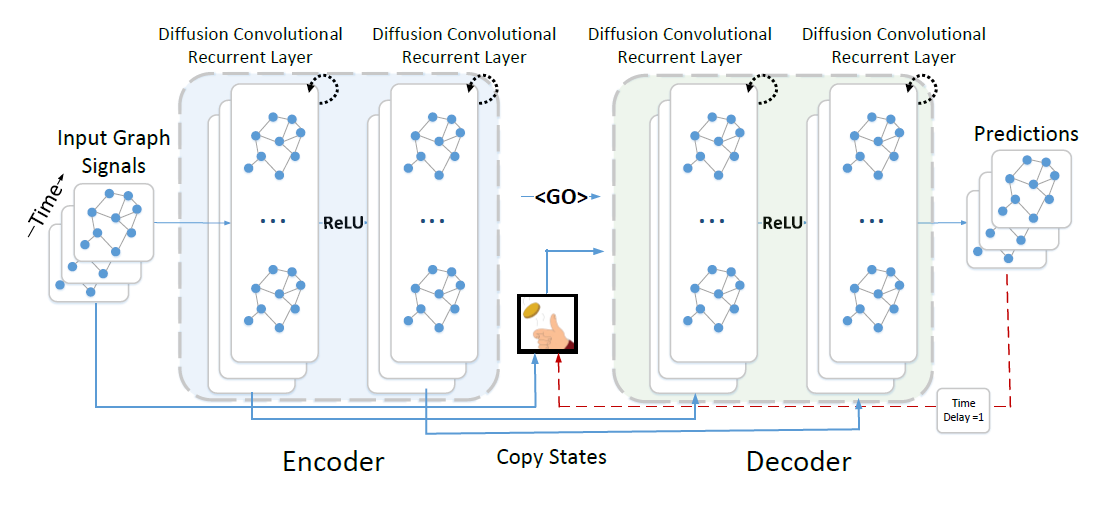 Diffusion Convolutional
Recurrent Layer
Diffusion Convolutional
Recurrent Layer
Diffusion Convolutional
Recurrent Layer
Diffusion Convolutional
Recurrent Layer
Input Graph
Signals
Time
...
ReLU
...
<GO>
...
ReLU
...
Predictions
Time
Delay =1
Encoder
Copy States
Decoder